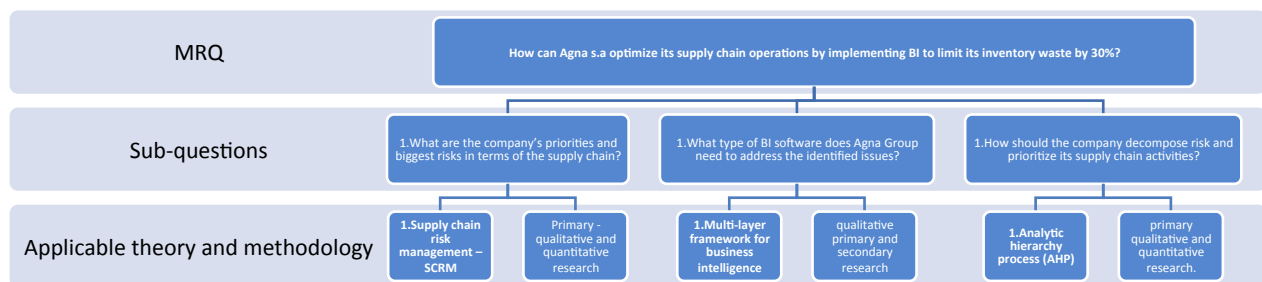 MRQ
How can Agna s.a optimize its supply chain operations by implementing BI to limit its inventory waste by 30%?
Sub-questions
1.What are the company's priorities and
biggest risks in terms of the supply chain?
1.What type of BI software does Agna Group
need to address the identified issues?
1.How should the company decompose risk and
prioritize its supply chain activities?
Applicable theory and methodology
1.Supply chain
risk
management –
SCRM
Primary -
qualitative and
quantitative
research
1.Multi-layer
framework for
business
intelligence
qualitative
primary and
secondary
research
1.Analytic
hierarchy
process (AHP)
primary
qualitative and
quantitative
research.